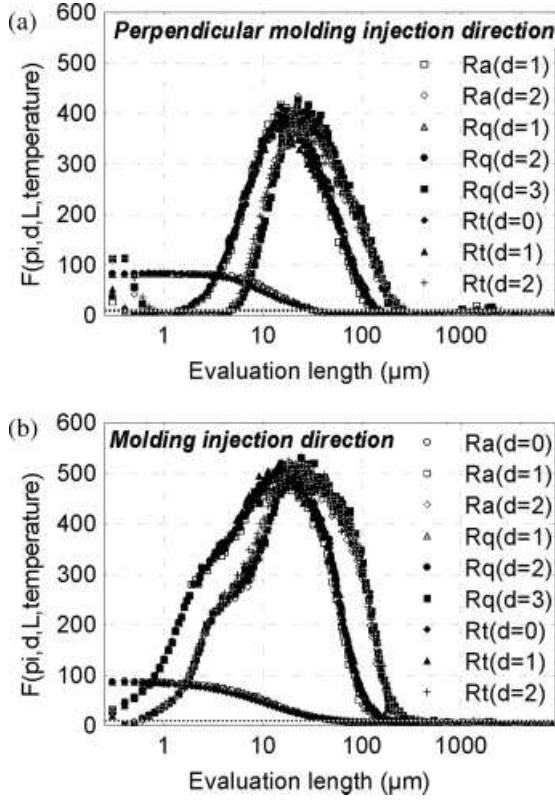 (a)
Perpendicular molding injection direction
600
500
400
300
200
100
0
F(pi,d,L,temperature)
Ra(d=1)
Ra(d=2)
Rq(d=1)
Rq(d=2)
Rq(d=3)
Rt(d=0)
Rt(d=1)
Rt(d=2)
1 10 100 1000
Evaluation length (µm)
(b)
Molding injection direction
600
500
400
300
200
100
0
F(pi,d,L,temperature)
Ra(d=0)
Ra(d=1)
Ra(d=2)
Rq(d=1)
Rq(d=2)
Rq(d=3)
Rt(d=0)
Rt(d=1)
Rt(d=2)
1 10 100 1000
Evaluation length (µm)